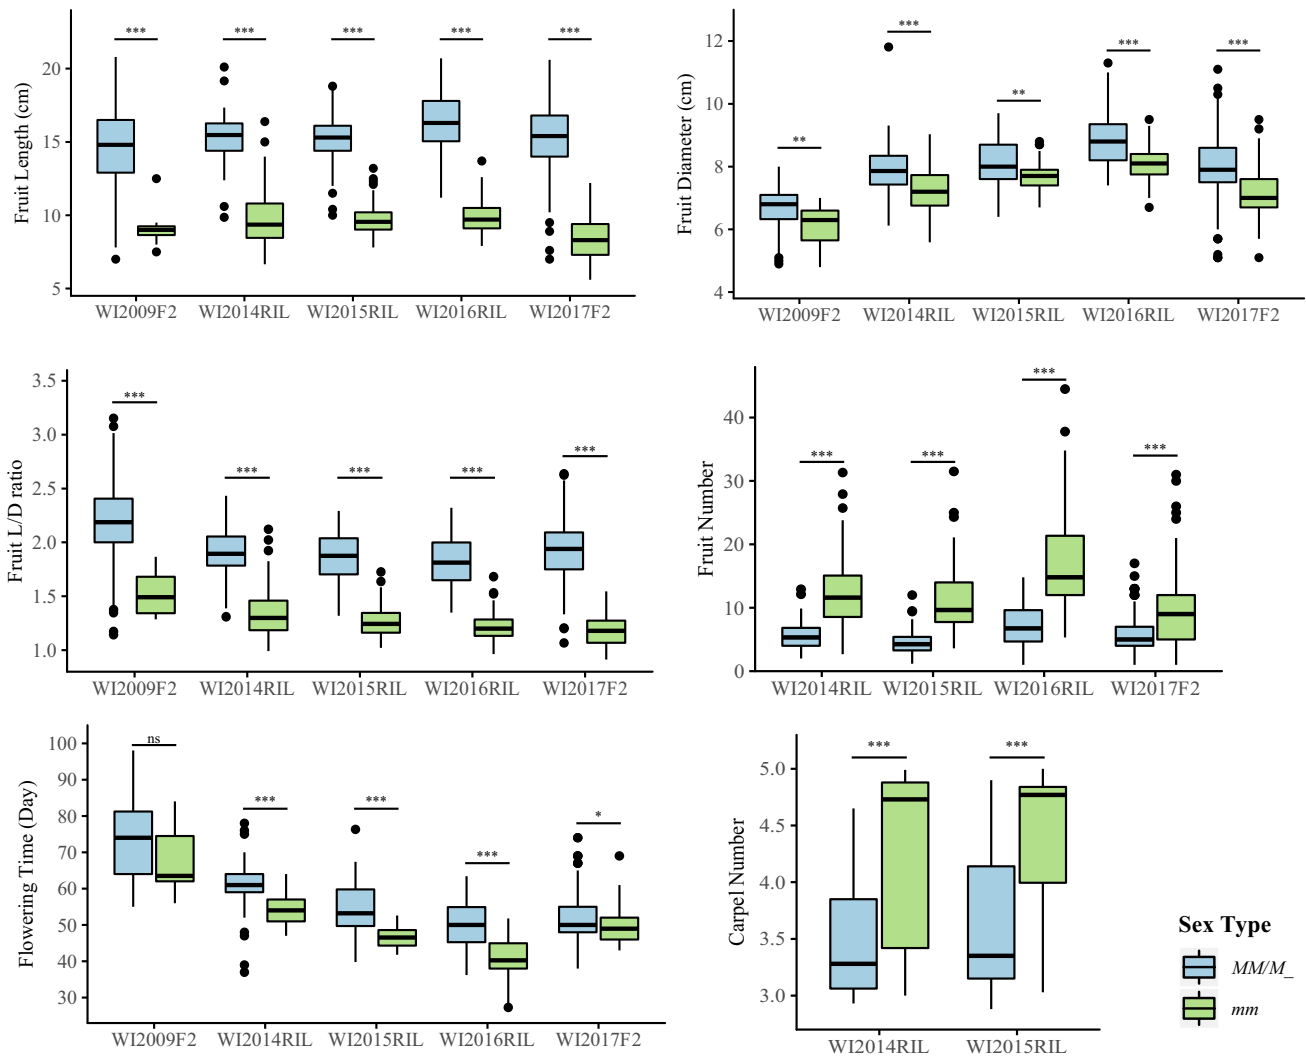 Fruit Length (cm)
20
15
10
5
*** *** *** *** ***
WI2009F2 WI2014RIL WI2015RIL WI2016RIL WI2017F2
Fruit Diameter (cm)
12
10
8
6
4
** *** ** *** ***
WI2009F2 WI2014RIL WI2015RIL WI2016RIL WI2017F2
Fruit L/D ratio
3.5
3.0
2.5
2.0
1.5
1.0
*** *** *** *** ***
WI2009F2 WI2014RIL WI2015RIL WI2016RIL WI2017F2
Fruit Number
40
30
20
10
0
*** *** *** ***
WI2014RIL WI2015RIL WI2016RIL WI2017F2
Flowering Time (Day)
100
90
80
70
60
50
40
30
ns *** *** *** *
WI2009F2 WI2014RIL WI2015RIL WI2016RIL WI2017F2
Carpel Number
5.0
4.5
4.0
3.5
3.0
*** ***
WI2014RIL WI2015RIL
Sex Type
MM/M_
mm